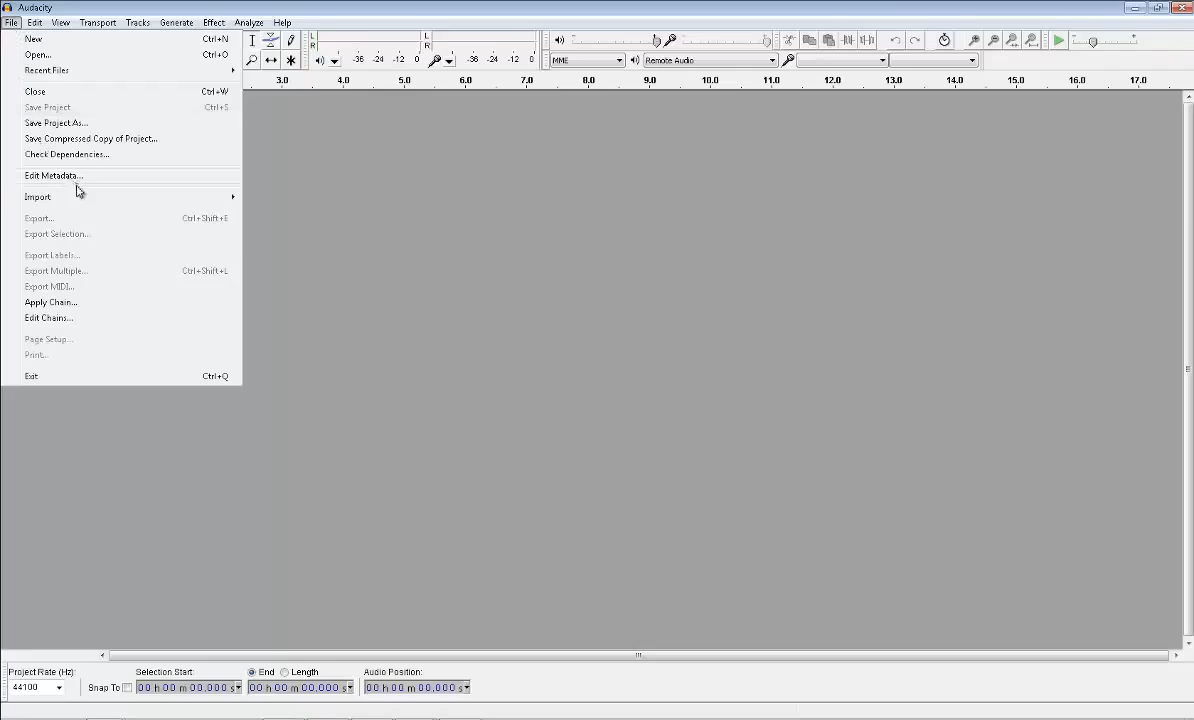 Audacity
File Edit View Transport Tracks Generate Effect Analyze Help
New Ctrl+N
Open... Ctrl+O
Recent Files
Close Ctrl+W
Save Project Ctrl+S
Save Project As...
Save Compressed Copy of Project...
Check Dependencies...
Edit Metadata...
Import
Export... Ctrl+Shift+E
Export Selection...
Export Labels...
Export Multiple... Ctrl+Shift+L
Export MIDI...
Apply Chain...
Edit Chains...
Page Setup...
Print...
Exit Ctrl+Q
L L
R R
-36 -24 -12 0 -36 -24 -12 0 MME Remote Audio
3.0 4.0 5.0 6.0 7.0 8.0 9.0 10.0 11.0 12.0 13.0 14.0 15.0 16.0 17.0
Project Rate (Hz): Selection Start: End Length Audio Position:
44100 Snap To 00 h 00 m 00.000 s 00 h 00 m 00.000 s 00 h 00 m 00.000 s